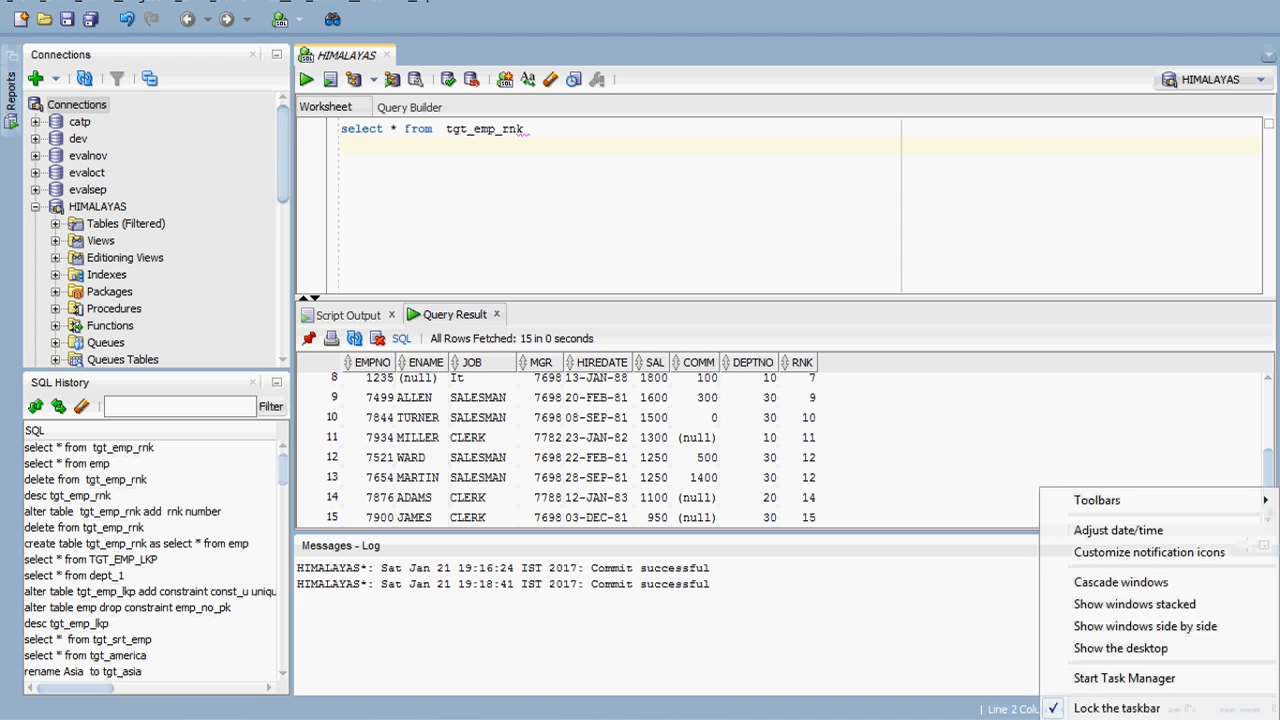 Connections
HIMALAYAS
Reports
HIMALAYAS
Worksheet Query Builder
Connections
catp
dev
evalnov
evaloct
evalsep
HIMALAYAS
Tables (Filtered)
Views
Editioning Views
Indexes
Packages
Procedures
Functions
Queues
Queues Tables
select * from  tgt_emp_rnk
Script Output Query Result
SQL All Rows Fetched: 15 in 0 seconds
EMPNO ENAME JOB MGR HIREDATE SAL COMM DEPTNO RNK
8 1235 (null) It 7698 13-JAN-88 1800 100 10 7
9 7499 ALLEN SALESMAN 7698 20-FEB-81 1600 300 30 9
10 7844 TURNER SALESMAN 7698 08-SEP-81 1500 0 30 10
11 7934 MILLER CLERK 7782 23-JAN-82 1300 (null) 10 11
12 7521 WARD SALESMAN 7698 22-FEB-81 1250 500 30 12
13 7654 MARTIN SALESMAN 7698 28-SEP-81 1250 1400 30 12
14 7876 ADAMS CLERK 7788 12-JAN-83 1100 (null) 20 14
15 7900 JAMES CLERK 7698 03-DEC-81 950 (null) 30 15
SQL History
Filter
SQL
select * from  tgt_emp_rnk
select * from emp
delete from  tgt_emp_rnk
desc tgt_emp_rnk
alter table  tgt_emp_rnk add  rnk number
delete from  tgt_emp_rnk
create table tgt_emp_rnk as select * from emp
select * from TGT_EMP_LKP
select * from dept_1
alter table tgt_emp_lkp add constraint const_u uniqu
alter table emp drop constraint emp_no_pk
desc tgt_emp_lkp
select *  from tgt_srt_emp
select * from tgt_america
rename Asia  to tgt_asia
Messages - Log
HIMALAYAS*: Sat Jan 21 19:16:24 IST 2017: Commit successful
HIMALAYAS*: Sat Jan 21 19:18:41 IST 2017: Commit successful
Toolbars
Adjust date/time
Customize notification icons
Cascade windows
Show windows stacked
Show windows side by side
Show the desktop
Start Task Manager
Lock the taskbar
Line 2 Colu